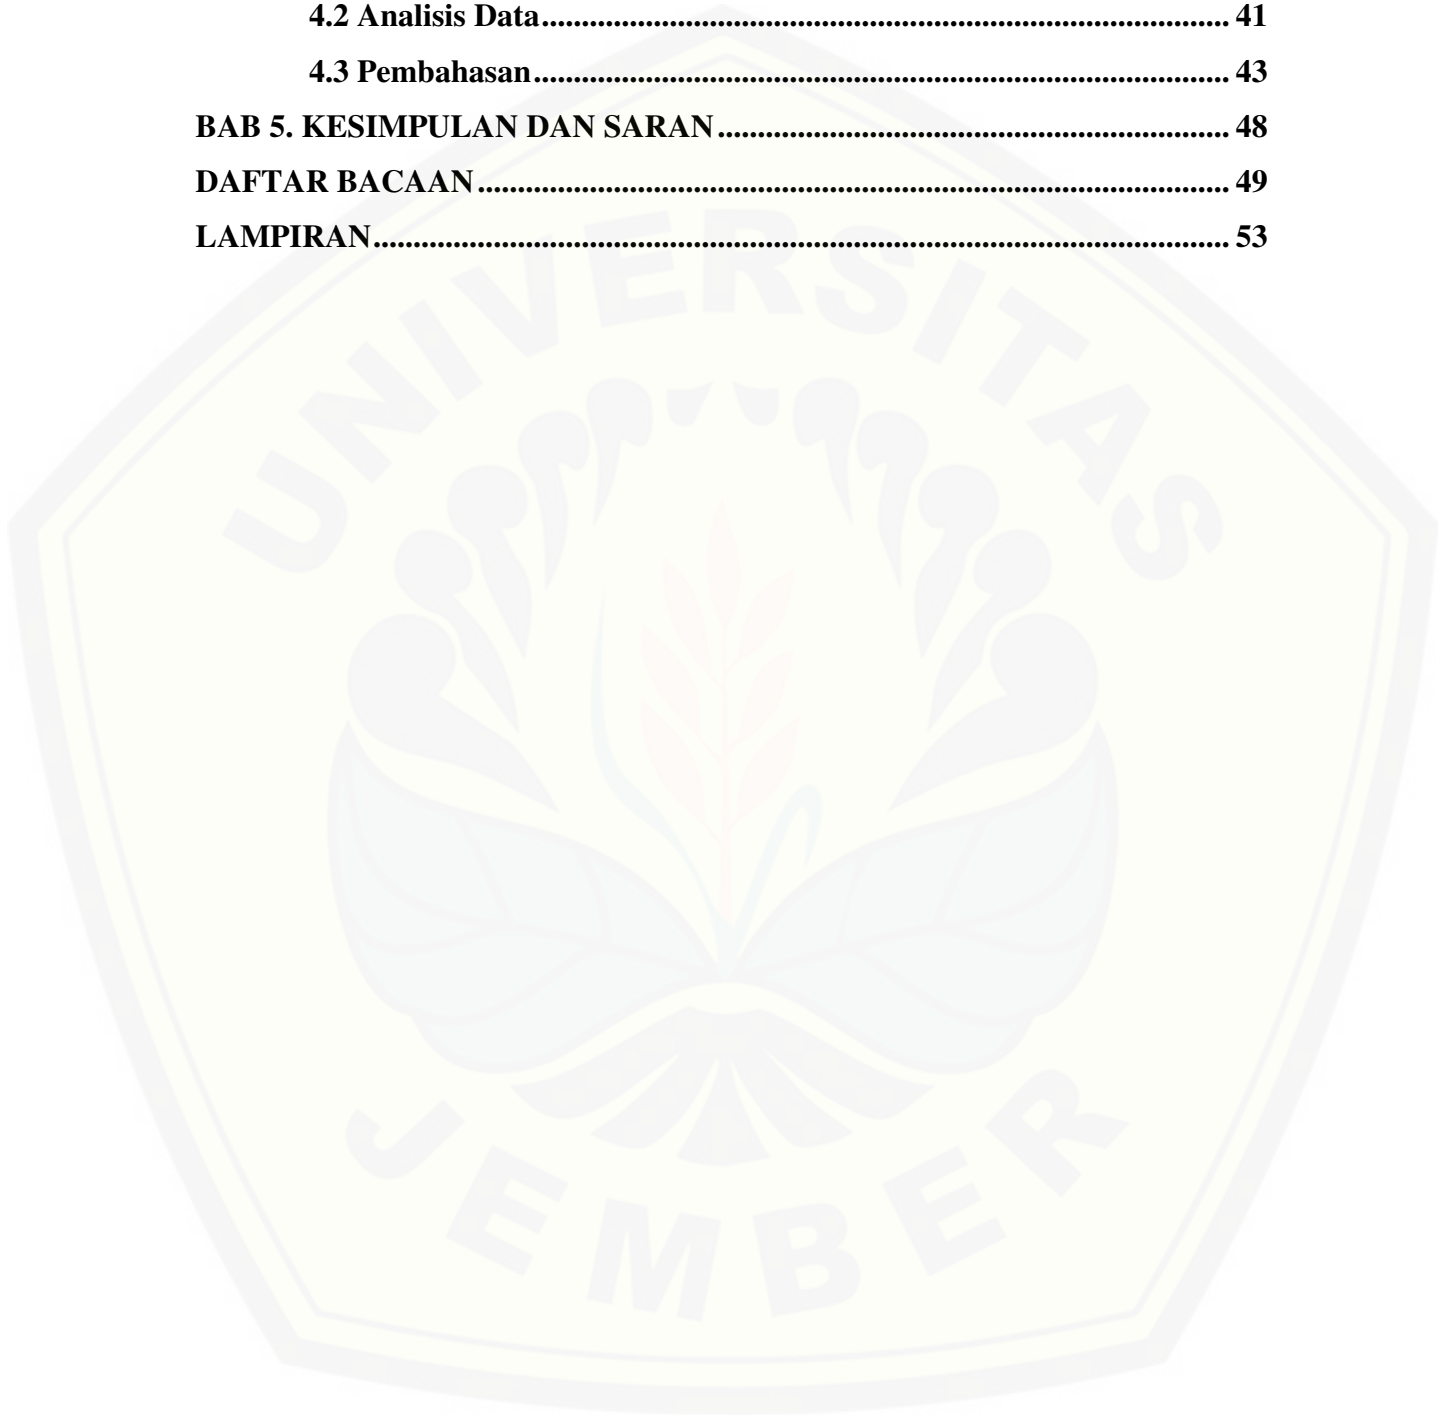 4.2 Analisis Data........................................................................................ 41
4.3 Pembahasan......................................................................................... 43
BAB 5. KESIMPULAN DAN SARAN................................................................. 48
DAFTAR BACAAN................................................................................................ 49
LAMPIRAN............................................................................................................. 53
UNIVERSITAS
JEMBER